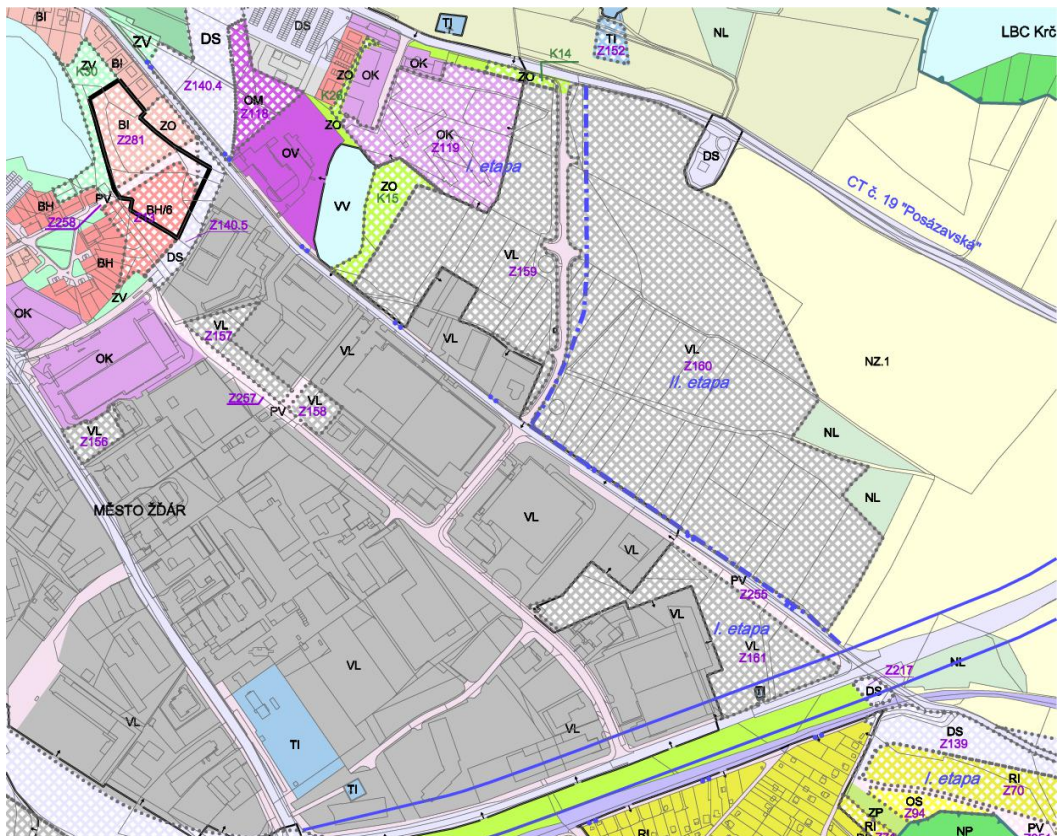 BI
TI
NL
LBC Krč
ZV
DS
DS
TI
Z152
K14
ZV
K30
BI
Z140.4
ZO
OK
OK
ZO
OM
Z118
ZO
BI
Z281
ZO
OK
Z119
I. etapa
OV
DS
ZO
K15
CT č. 19 "Posázavská"
BH
PV
Z258
BH/6
VV
Z140.5
DS
BH
VL
Z159
ZV
OK
VL
Z157
VL
VL
OK
VL
Z160
II. etapa
NZ.1
Z257
PV
VL
Z158
VL
Z156
NL
NL
MĚSTO ŽĎÁR
VL
VL
PV
Z255
I. etapa
VL
Z161
VL
VL
Z217
NL
DS
VL
VL
TI
TI
DS
Z139
I. etapa
RI
Z70
OS
Z94
ZP
RI
NP
PV
RI